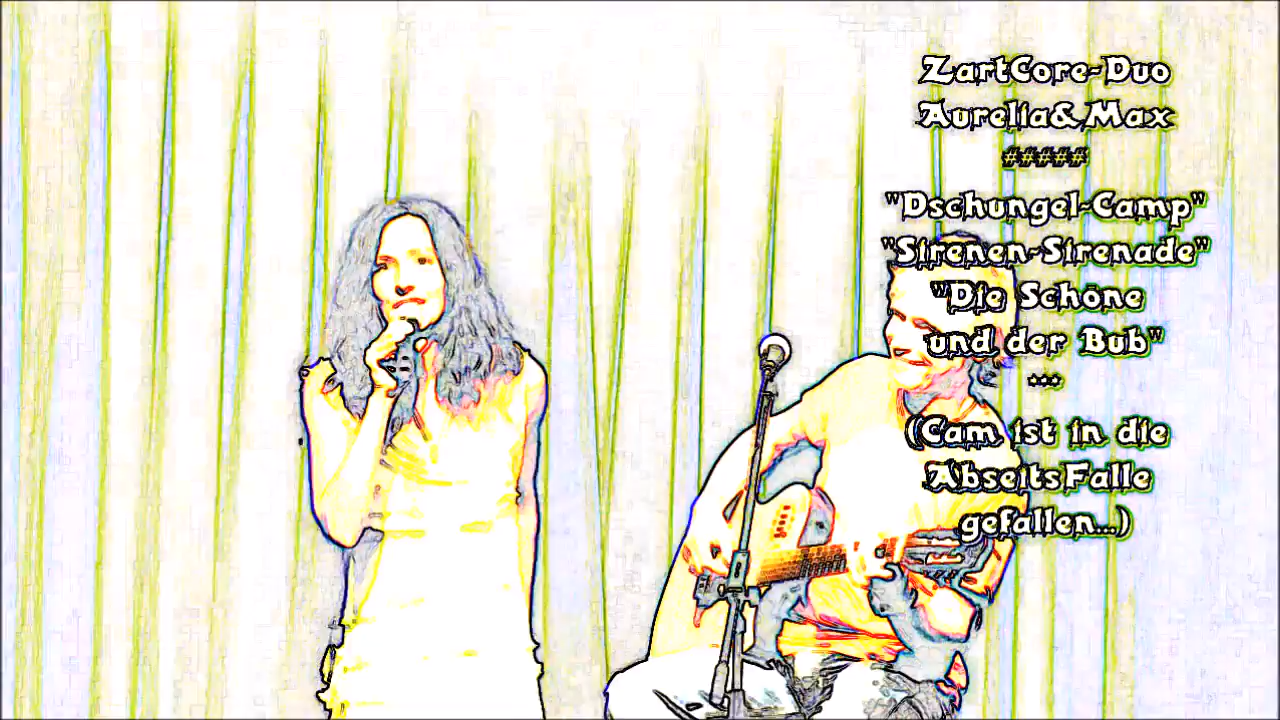 ZartCore-Duo
Aurelia&Max
#####
"Dschungel-Camp"
"Sirenen-Sirenade"
"Die Schöne
und der Bub"
***
(Cam ist in die
AbseitsFalle
gefallen...)